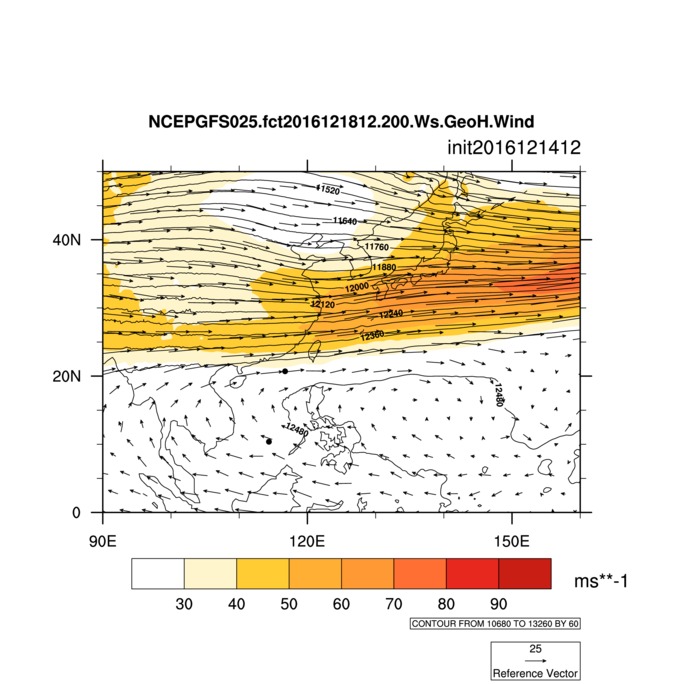 NCEPGFS025.fct2016121812.200.Ws.GeoH.Wind
init2016121412
11520
11640
40N
11760
11880
12000
12120
12240
12360
20N
12480
12480
0
90E 120E 150E
ms**-1
30 40 50 60 70 80 90
CONTOUR FROM 10680 TO 13260 BY 60
25
Reference Vector